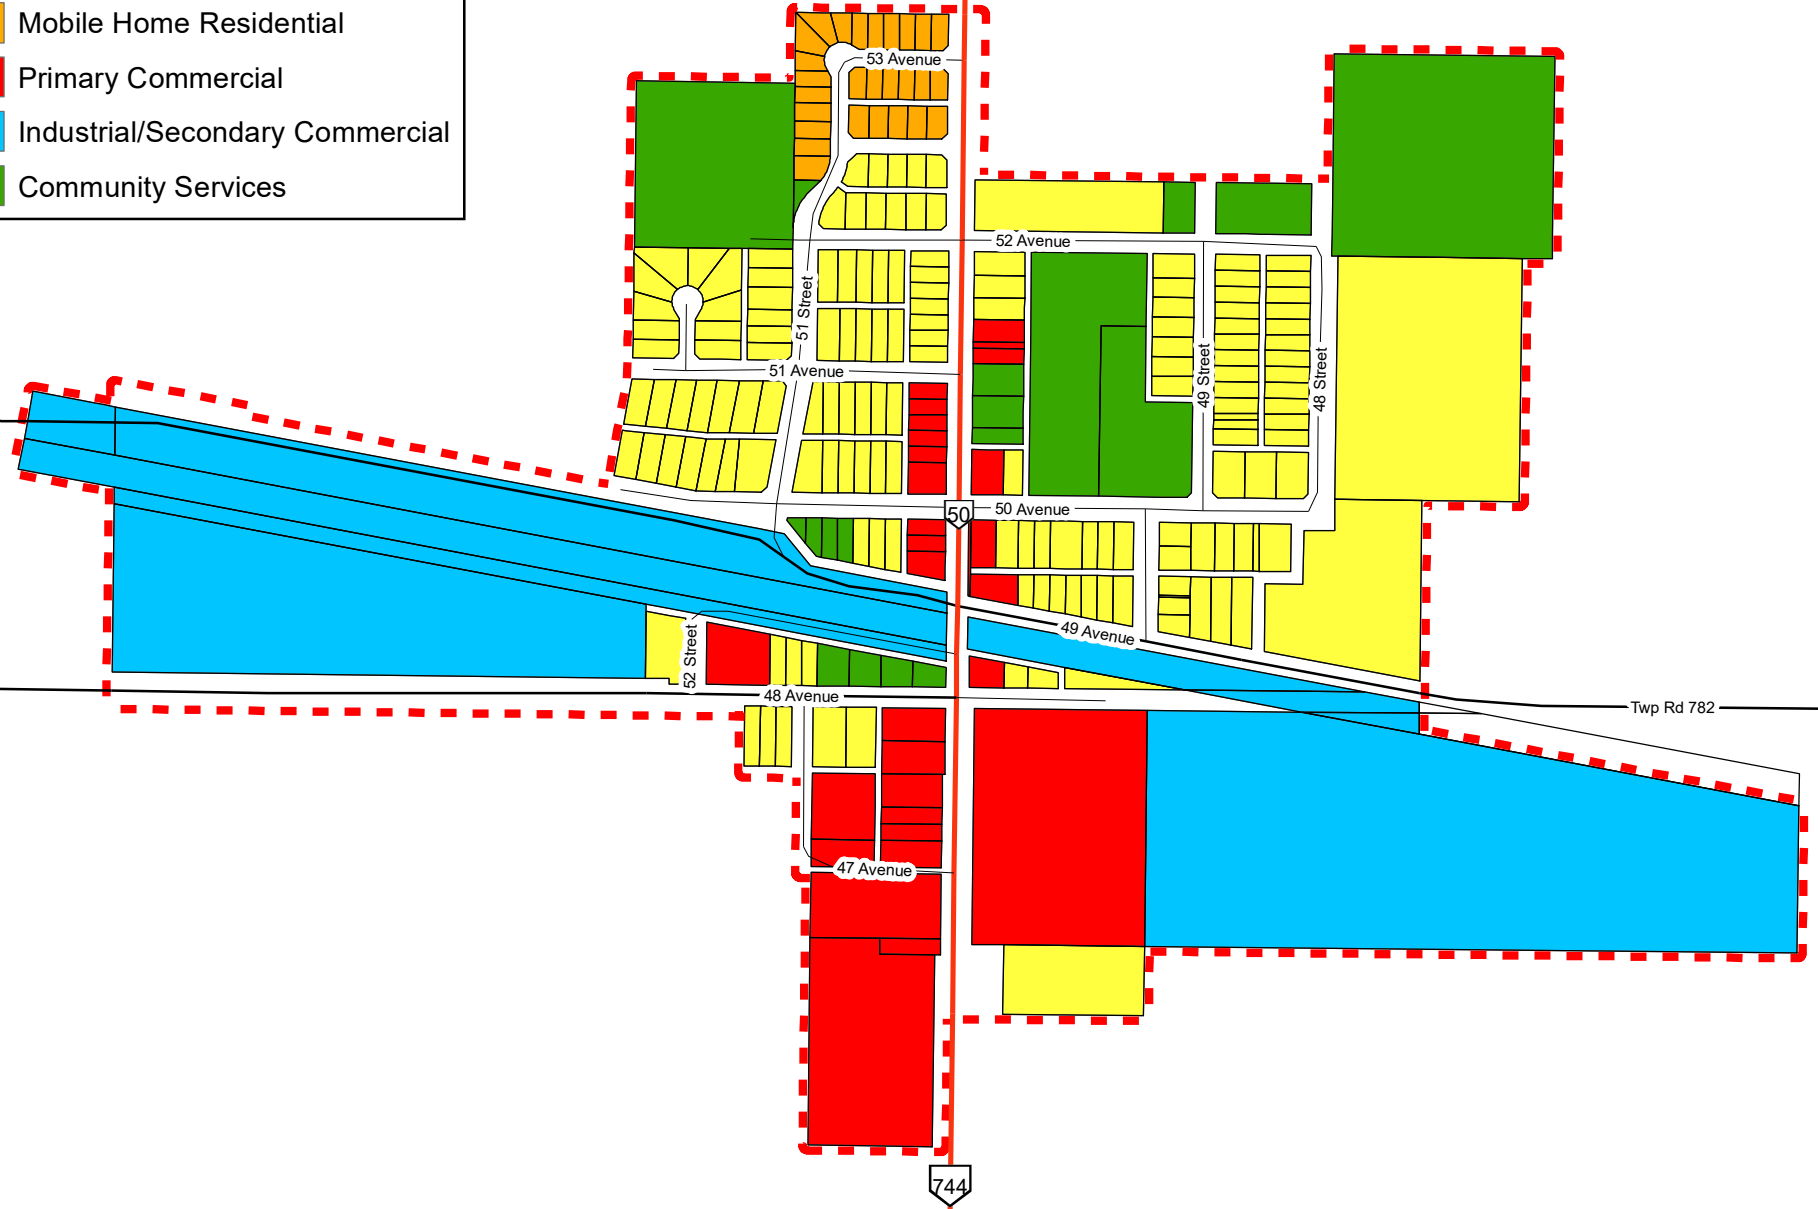 Mobile Home Residential
Primary Commercial
Industrial/Secondary Commercial
Community Services
53 Avenue
52 Avenue
51 Street
51 Avenue
49 Street
48 Street
50
50 Avenue
49 Avenue
52 Street
48 Avenue
Twp Rd 782
47 Avenue
744